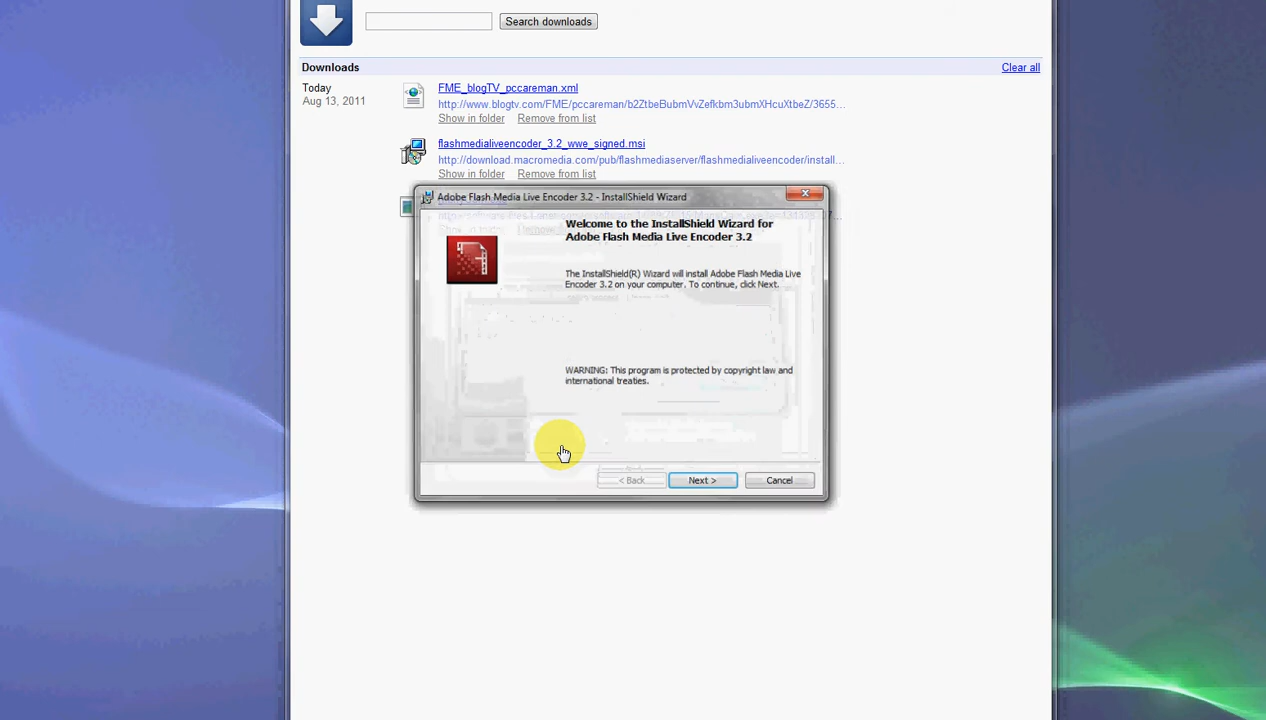 Search downloads
Downloads
Clear all
Today
Aug 13, 2011
FME_blogTV_pccareman.xml
http://www.blogtv.com/FME/pccareman/b2ZtbeBubmVvZefkbm3ubmXHcuXtbeZ/3655...
Show in folder Remove from list
flashmedialiveencoder_3.2_wwe_signed.msi
http://download.macromedia.com/pub/flashmediaserver/flashmedialiveencoder/install...
Show in folder Remove from list
Adobe Flash Media Live Encoder 3.2 - InstallShield Wizard
Welcome to the InstallShield Wizard for
Adobe Flash Media Live Encoder 3.2
The InstallShield(R) Wizard will install Adobe Flash Media Live
Encoder 3.2 on your computer. To continue, click Next.
WARNING: This program is protected by copyright law and
international treaties.
< Back Next > Cancel